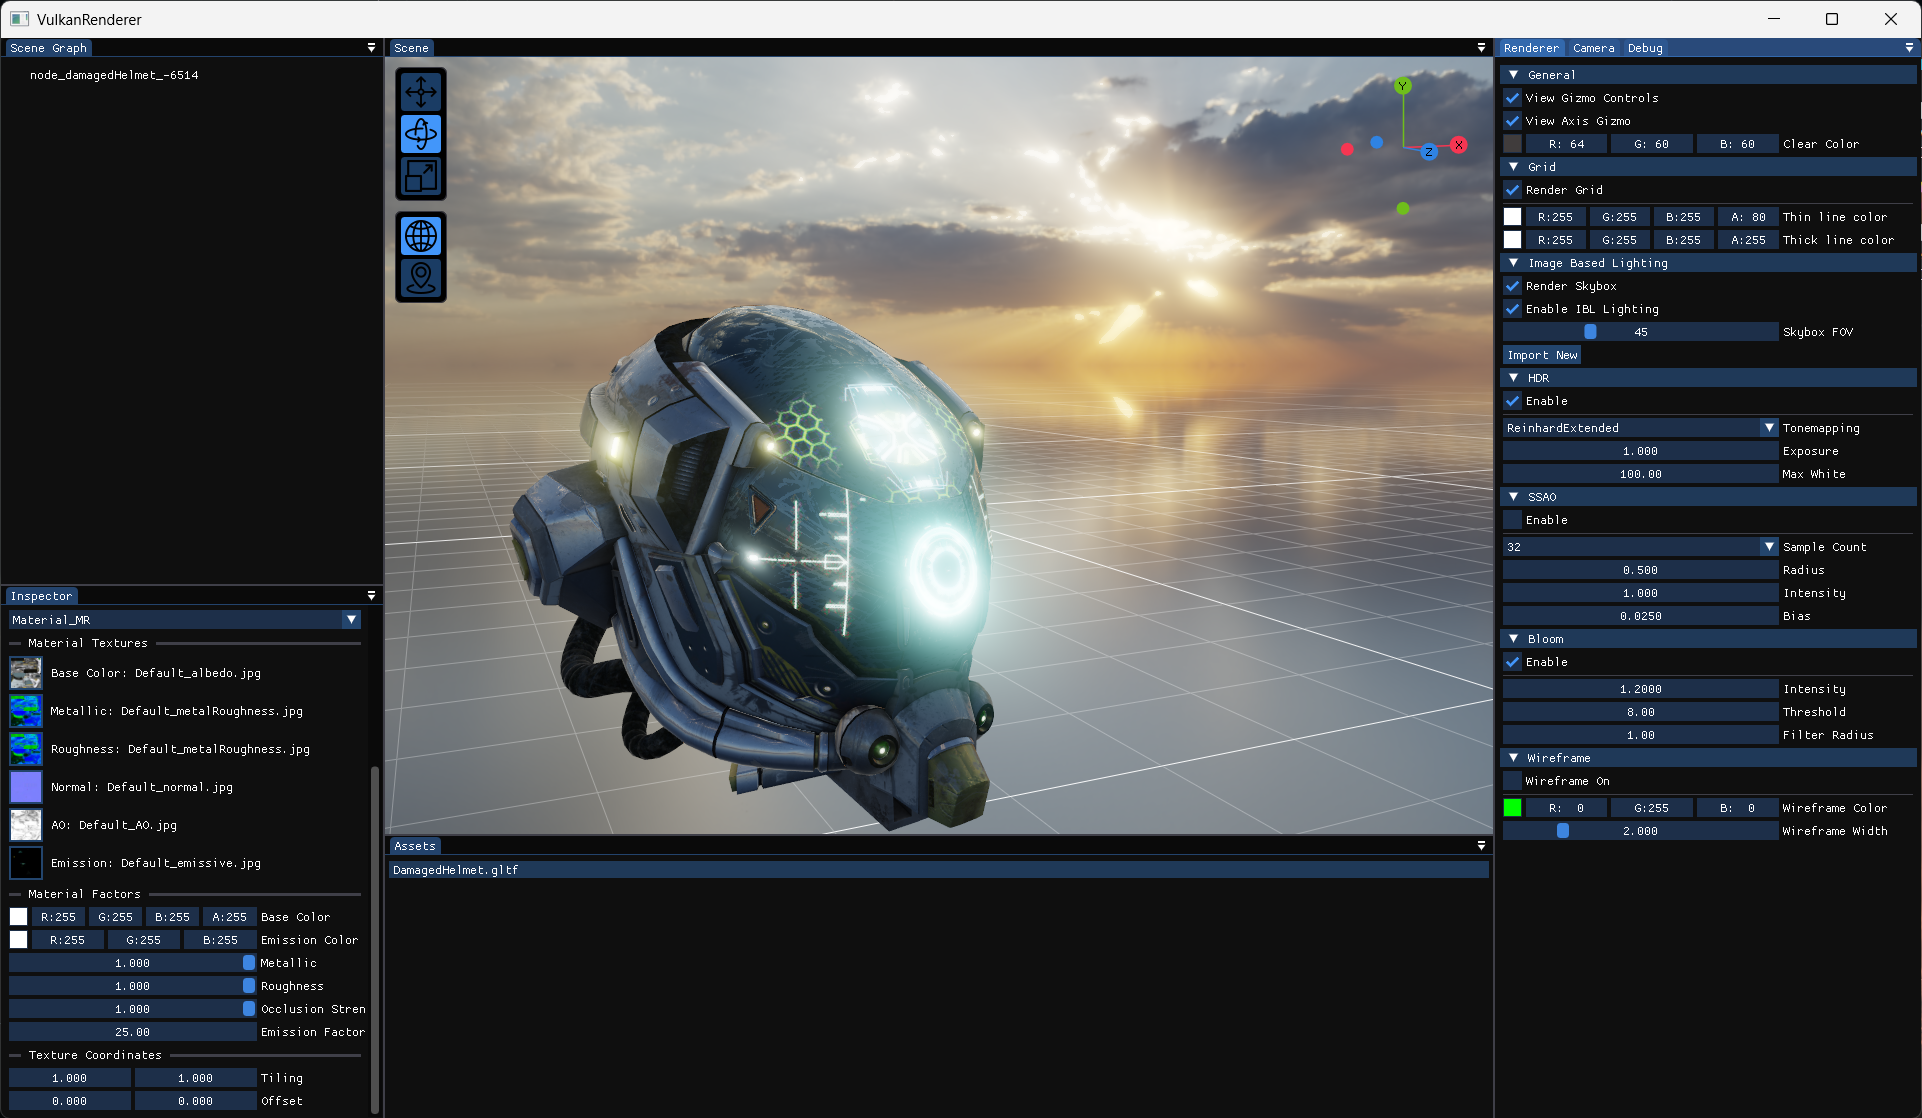 VulkanRenderer
Scene Graph
node_damagedHelmet_-6514
Inspector
Material_MR
Material Textures
Base Color: Default_albedo.jpg
Metallic: Default_metalRoughness.jpg
Roughness: Default_metalRoughness.jpg
Normal: Default_normal.jpg
AO: Default_AO.jpg
Emission: Default_emissive.jpg
Material Factors
R:255 G:255 B:255 A:255 Base Color
R:255 G:255 B:255 Emission Color
1.000 Metallic
1.000 Roughness
1.000 Occlusion Stren
25.00 Emission Factor
Texture Coordinates
1.000 1.000 Tiling
0.000 0.000 Offset
Scene
Y
X
Z
Assets
DamagedHelmet.gltf
Renderer Camera Debug
General
View Gizmo Controls
View Axis Gizmo
R: 64 G: 60 B: 60 Clear Color
Grid
Render Grid
R:255 G:255 B:255 A: 80 Thin line color
R:255 G:255 B:255 A:255 Thick line color
Image Based Lighting
Render Skybox
Enable IBL Lighting
45 Skybox FOV
Import New
HDR
Enable
ReinhardExtended Tonemapping
1.000 Exposure
100.00 Max White
SSAO
Enable
32 Sample Count
0.500 Radius
1.000 Intensity
0.0250 Bias
Bloom
Enable
1.2000 Intensity
8.00 Threshold
1.00 Filter Radius
Wireframe
Wireframe On
R: 0 G:255 B: 0 Wireframe Color
2.000 Wireframe Width